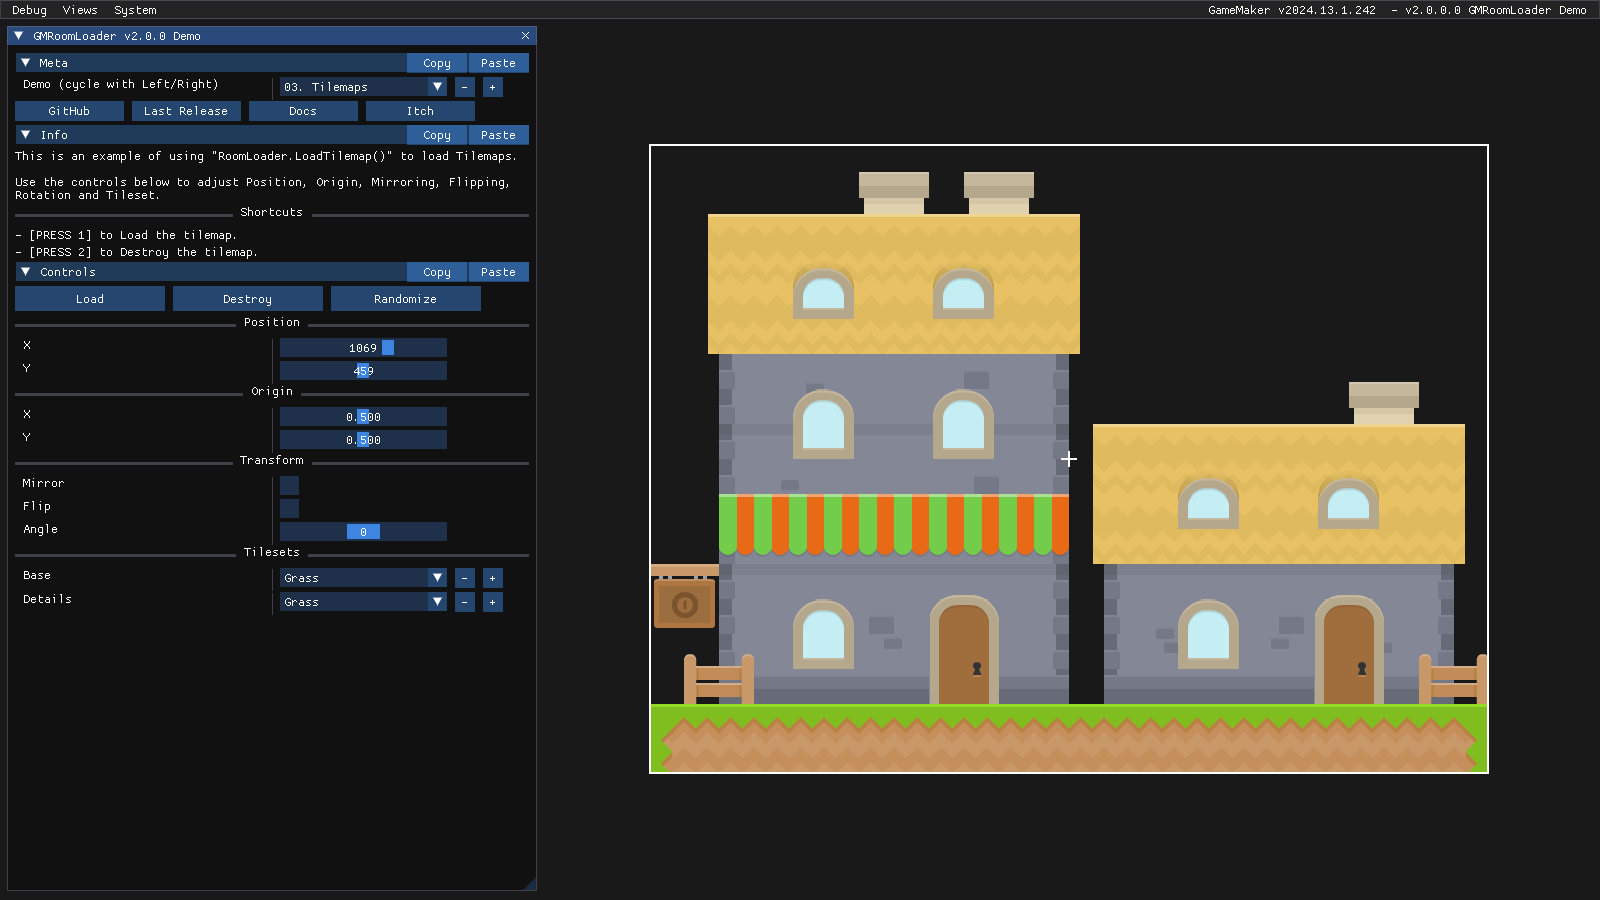 Debug Views System GameMaker v2024.13.1.242 - v2.0.0.0 GMRoomLoader Demo
GMRoomLoader v2.0.0 Demo
Meta Copy Paste
Demo (cycle with Left/Right) 03. Tilemaps - +
GitHub Last Release Docs Itch
Info Copy Paste
This is an example of using "RoomLoader.LoadTilemap()" to load Tilemaps.
Use the controls below to adjust Position, Origin, Mirroring, Flipping,
Rotation and Tileset.
Shortcuts
- [PRESS 1] to Load the tilemap.
- [PRESS 2] to Destroy the tilemap.
Controls Copy Paste
Load Destroy Randomize
Position
X 1069
Y 459
Origin
X 0.500
Y 0.500
Transform
Mirror
Flip
Angle 0
Tilesets
Base Grass - +
Details Grass - +